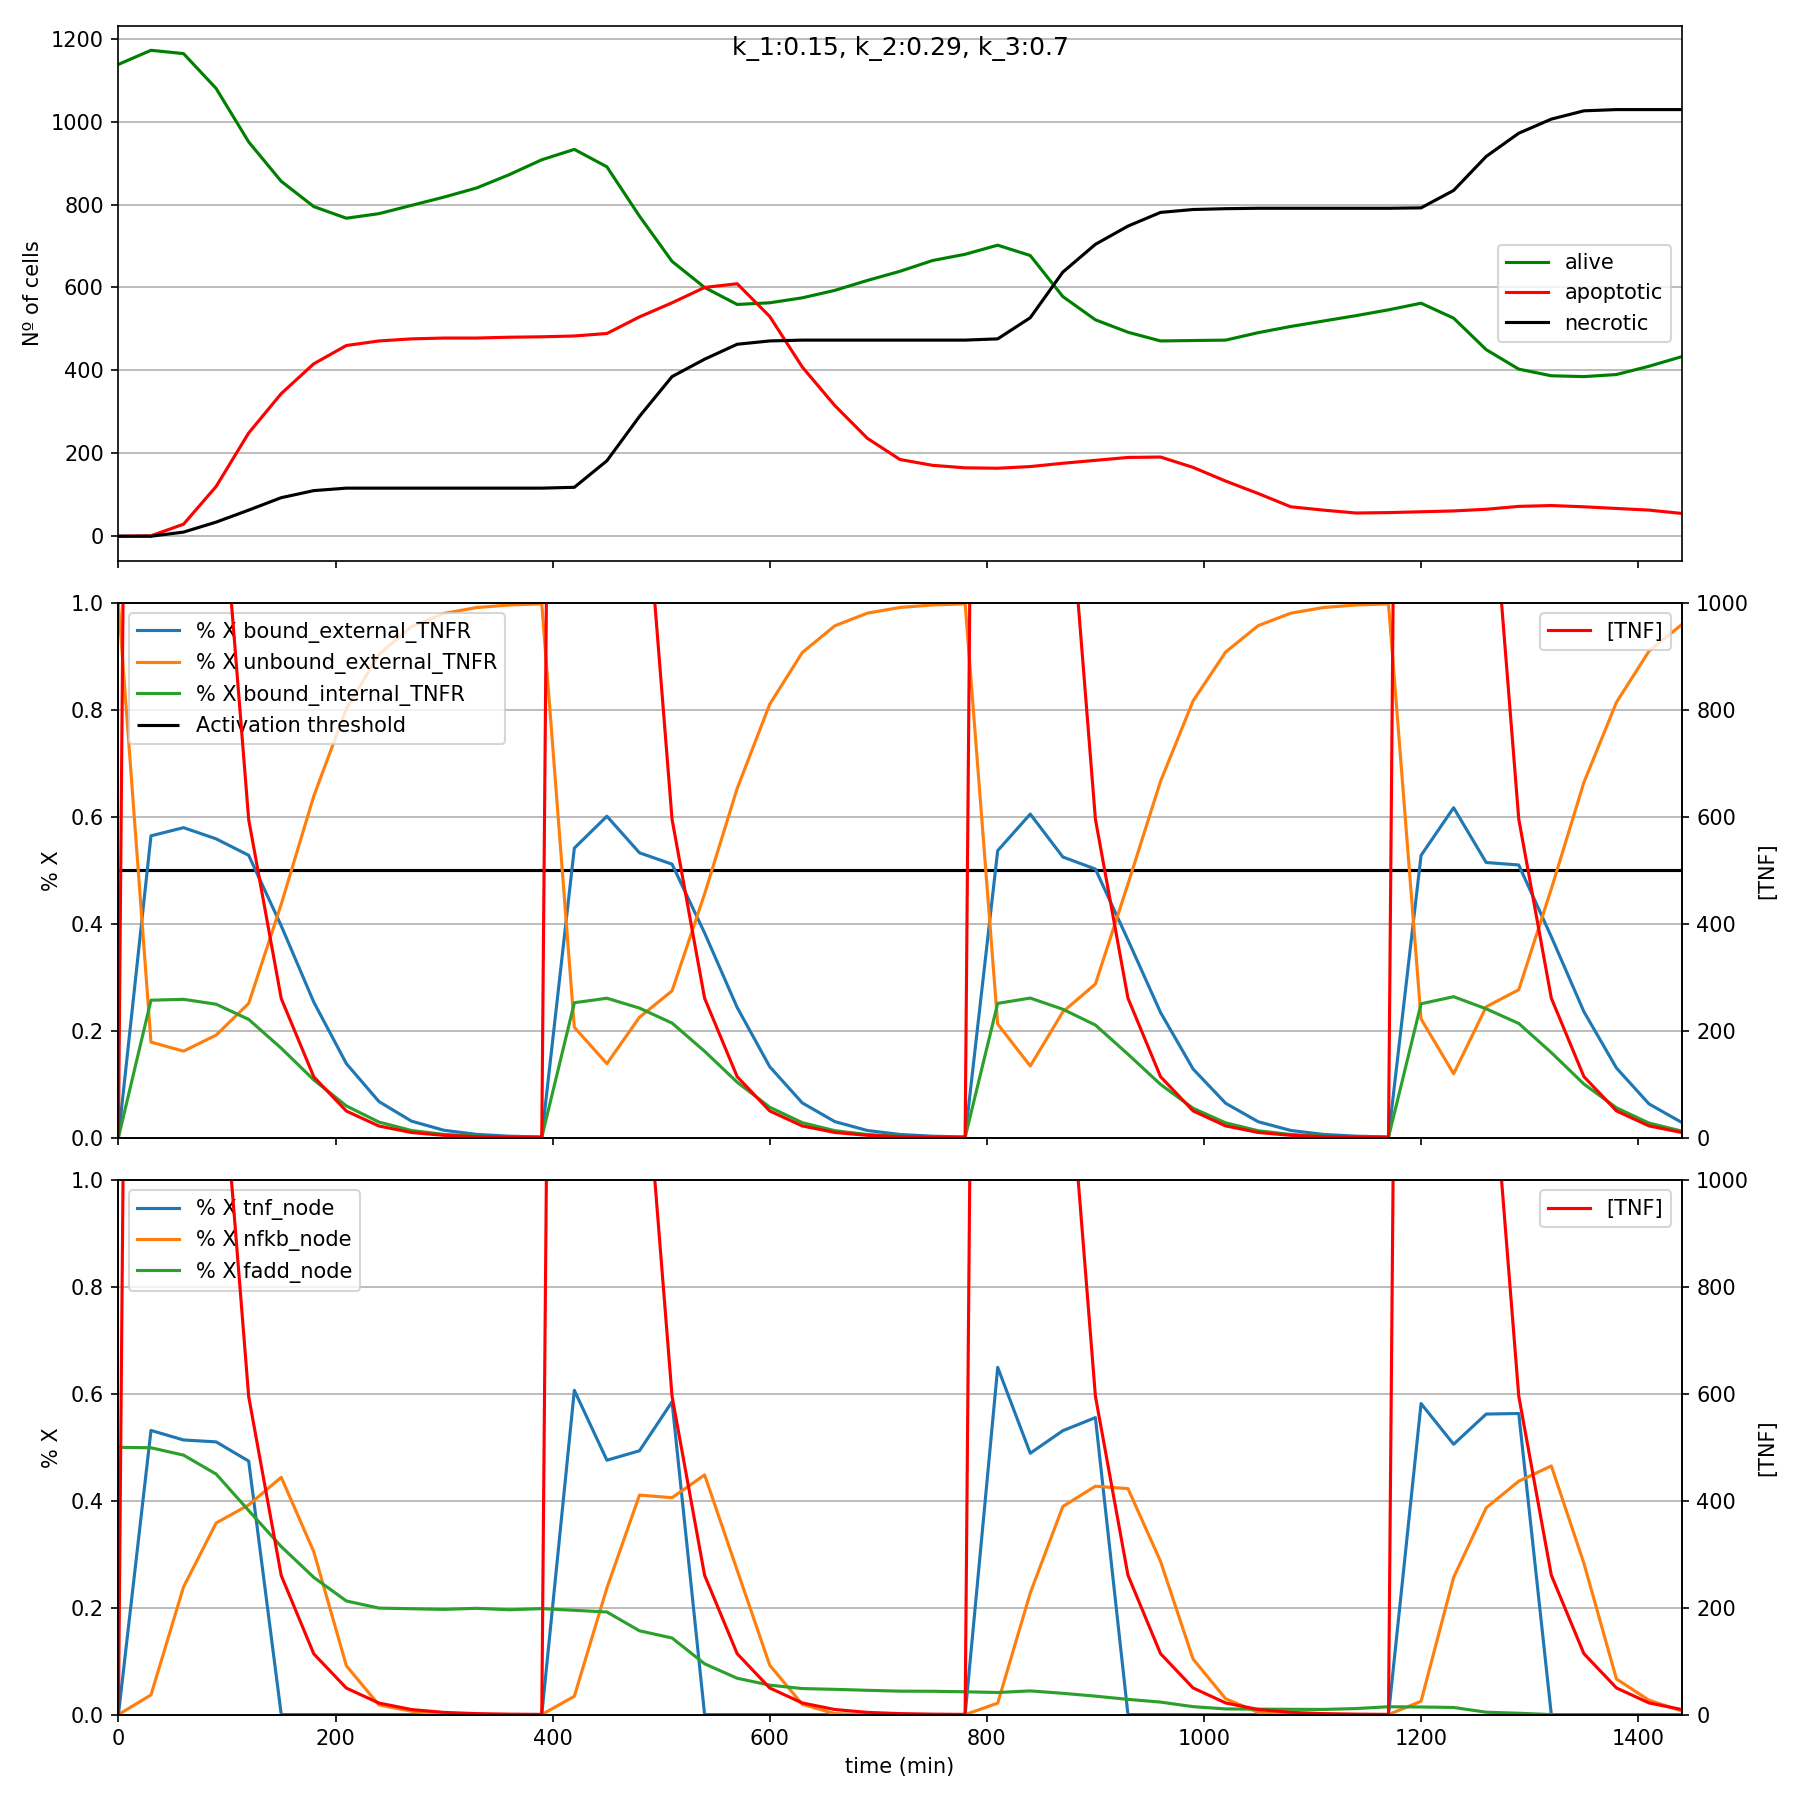 k_1:0.15, k_2:0.29, k_3:0.7
1200
1000
800
600
400
200
0
Nº of cells
alive
apoptotic
necrotic
1.0
0.8
0.6
0.4
0.2
0.0
% X
% X bound_external_TNFR
% X unbound_external_TNFR
% X bound_internal_TNFR
Activation threshold
[TNF]
1000
800
600
400
200
0
[TNF]
1.0
0.8
0.6
0.4
0.2
0.0
% X
% X tnf_node
% X nfkb_node
% X fadd_node
[TNF]
1000
800
600
400
200
0
[TNF]
0 200 400 600 800 1000 1200 1400
time (min)